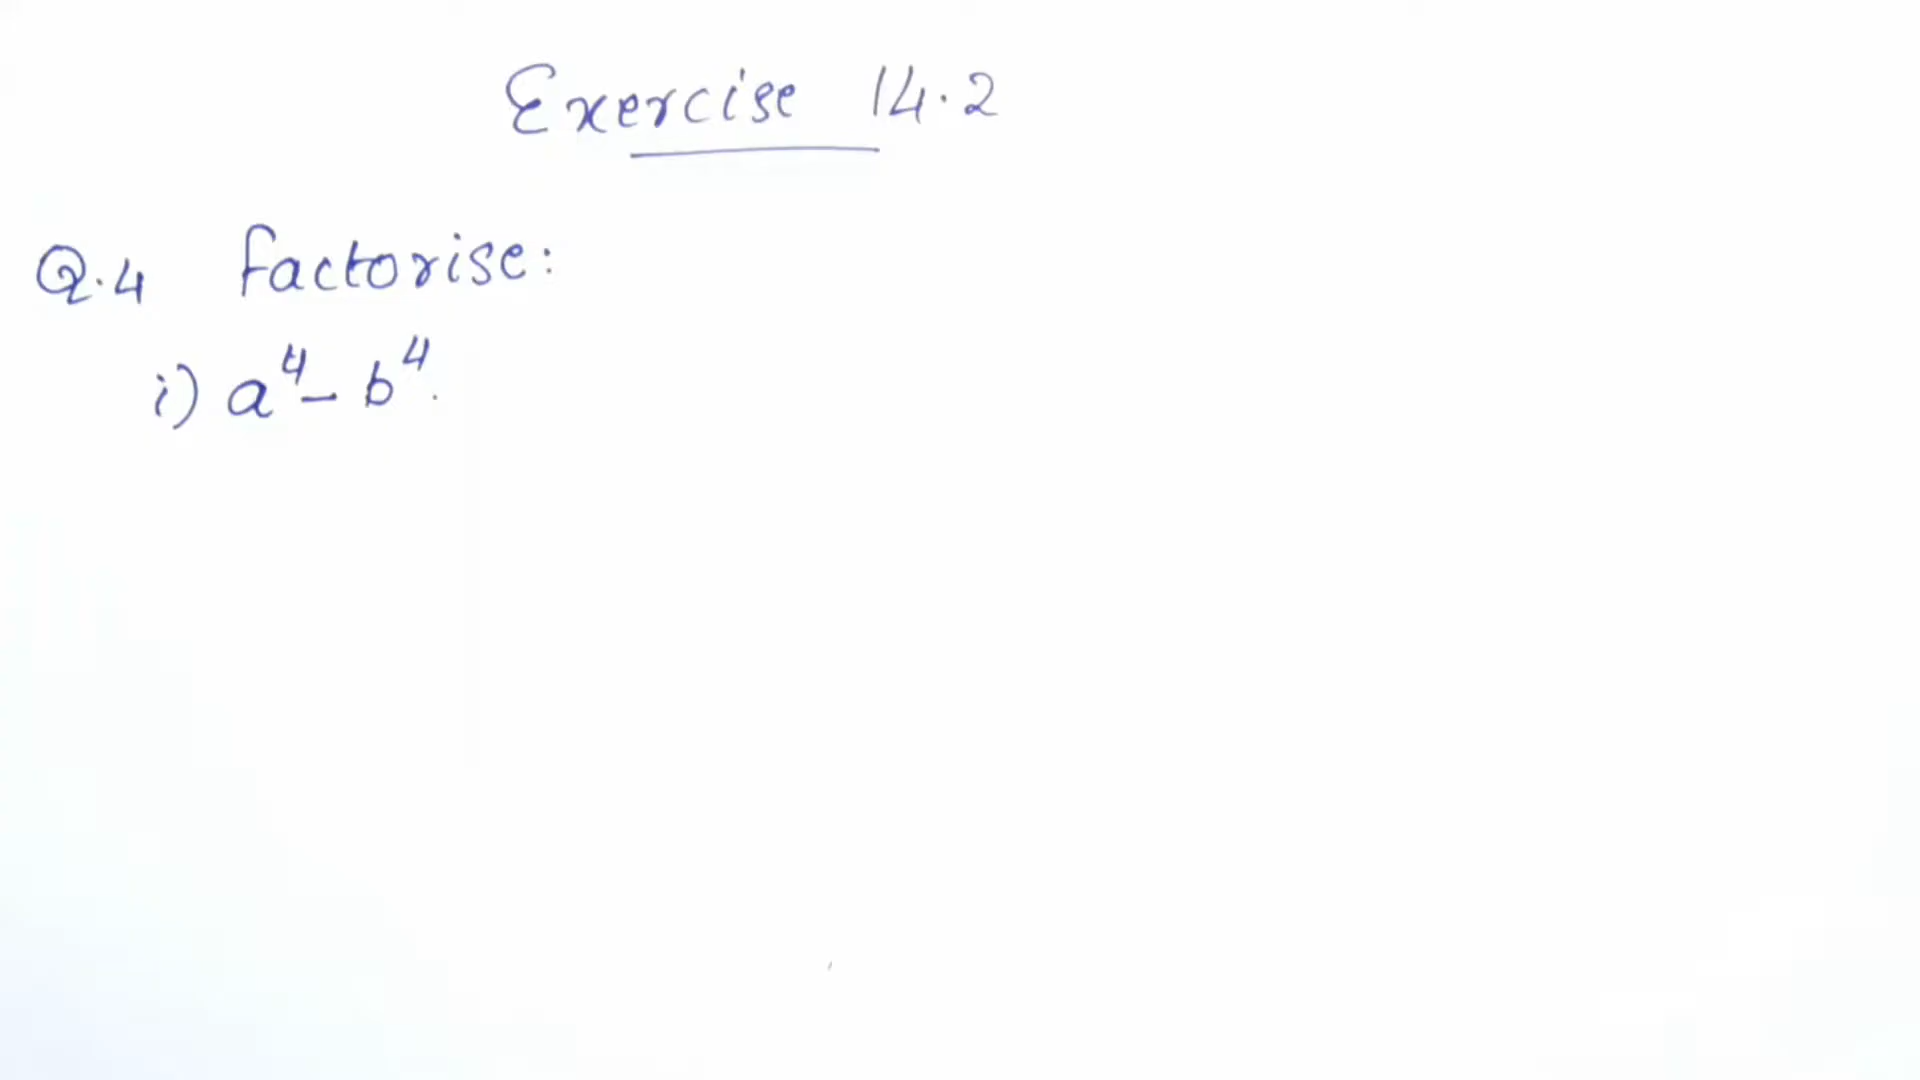 Exercise 14.2
Q.4 factorise:
i) a⁴- b⁴.